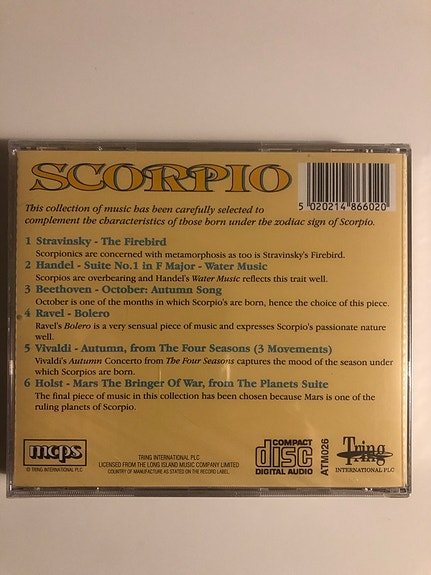 SCORPIO
5 020214 866020
This collection of music has been carefully selected to
complement the characteristics of those born under the zodiac sign of Scorpio.
1 Stravinsky - The Firebird
Scorpionics are concerned with metamorphosis as too is Stravinsky's Firebird.
2 Handel - Suite No.1 in F Major - Water Music
Scorpios are overbearing and Handel's Water Music reflects this trait well.
3 Beethoven - October: Autumn Song
October is one of the months in which Scorpio's are born, hence the choice of this piece.
4 Ravel - Bolero
Ravel's Bolero is a very sensual piece of music and expresses Scorpio's passionate nature
well.
5 Vivaldi - Autumn, from The Four Seasons (3 Movements)
Vivaldi's Autumn Concerto from The Four Seasons captures the mood of the season under
which Scorpios are born.
6 Holst - Mars The Bringer Of War, from The Planets Suite
The final piece of music in this collection has been chosen because Mars is one of the
ruling planets of Scorpio.
mcps
© TRING INTERNATIONAL PLC
TRING INTERNATIONAL PLC
LICENSED FROM THE LONG ISLAND MUSIC COMPANY LIMITED
COUNTRY OF MANUFACTURE AS STATED ON THE RECORD LABEL.
COMPACT
disc
DIGITAL AUDIO
ATM026
Tring
INTERNATIONAL PLC